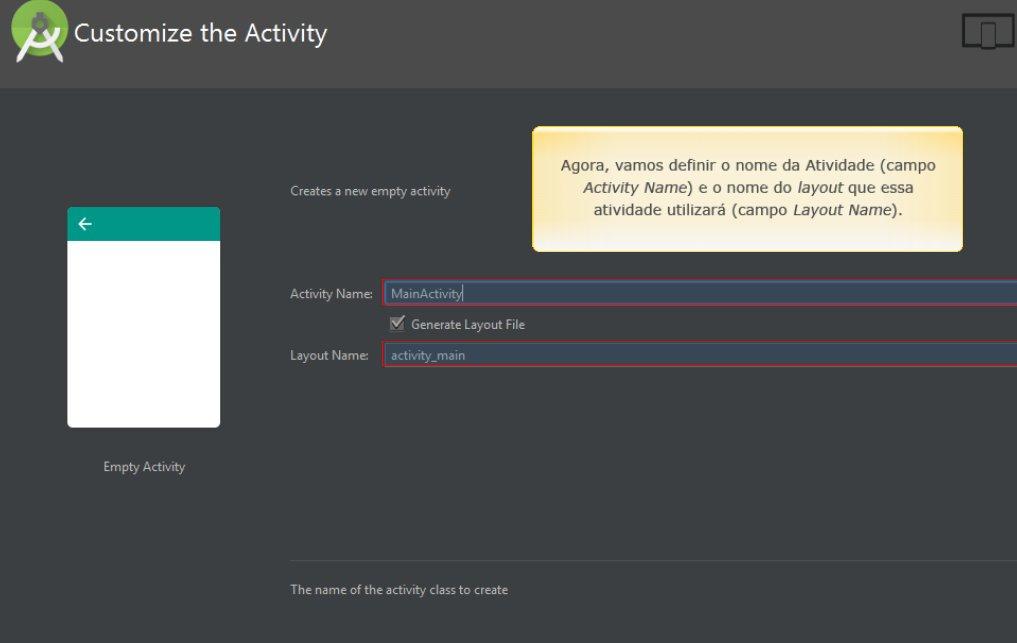 Customize the Activity
Agora, vamos definir o nome da Atividade (campo
Activity Name) e o nome do layout que essa
atividade utilizará (campo Layout Name).
Creates a new empty activity
Activity Name: MainActivity
Generate Layout File
Layout Name: activity_main
Empty Activity
The name of the activity class to create